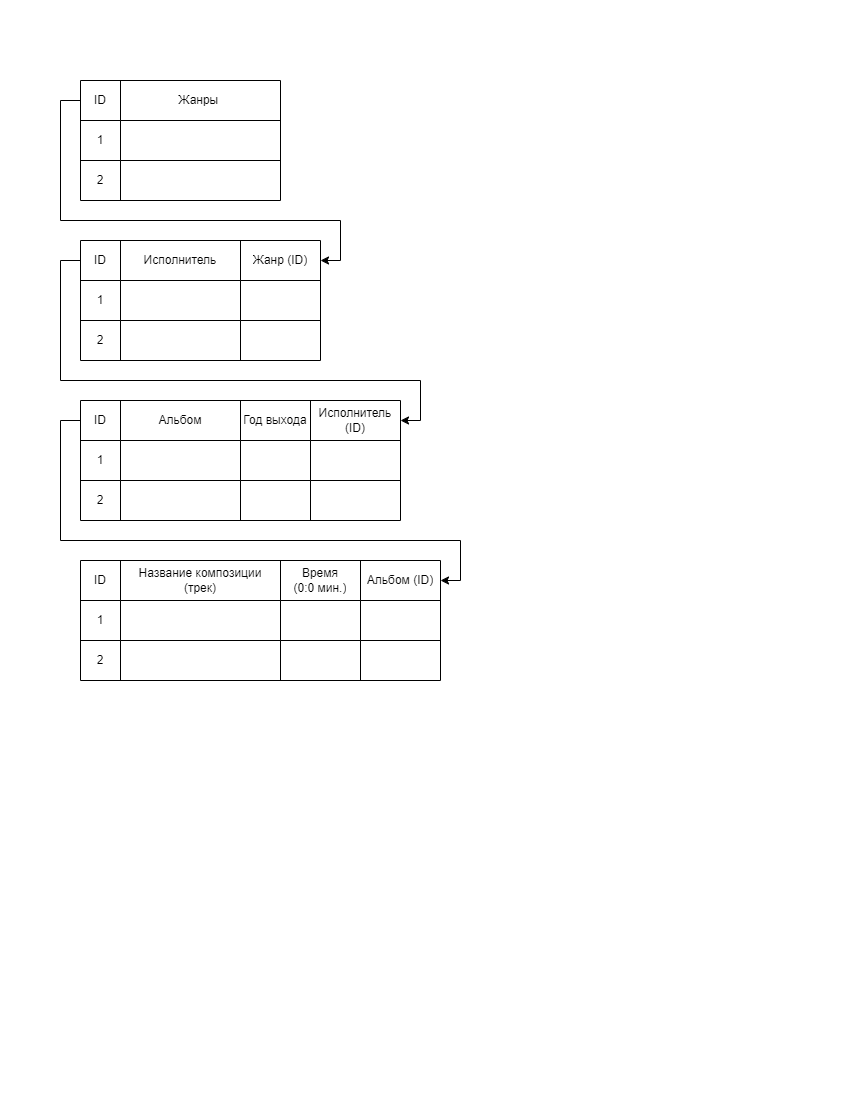 ID Жанры
1
2
ID Исполнитель Жанр (ID)
1
2
ID Альбом Год выхода Исполнитель
(ID)
1
2
ID Название композиции
(трек) Время
(0:0 мин.) Альбом (ID)
1
2